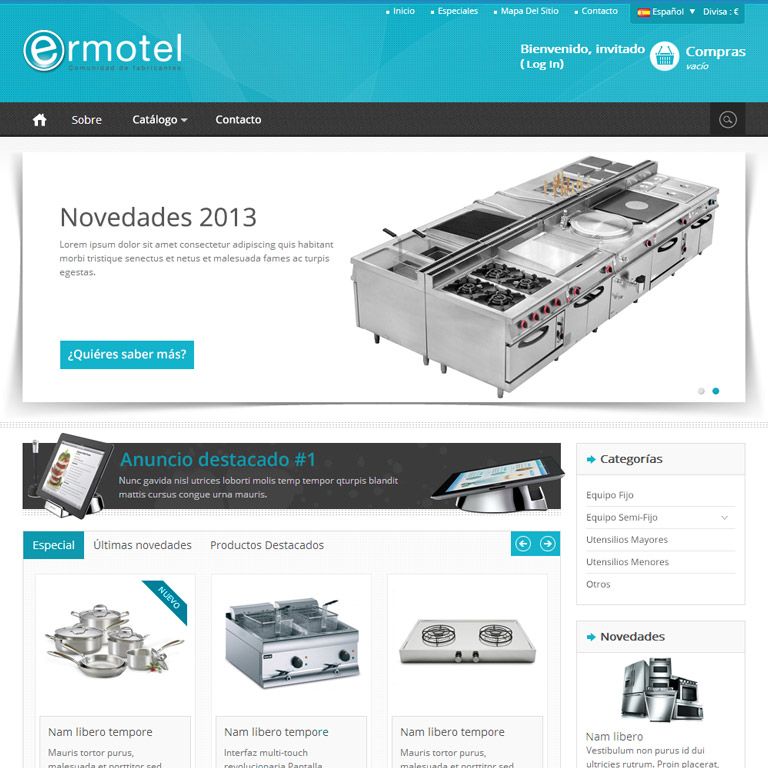 Inicio
Especiales
Mapa Del Sitio
Contacto
Español
Divisa : €
ermotel
Comunidad de fabricantes
Bienvenido, invitado
( Log In)
Compras
vacío
Sobre
Catálogo
Contacto
Novedades 2013
Lorem ipsum dolor sit amet consectetur adipiscing quis habitant
morbi tristique senectus et netus et malesuada fames ac turpis
egestas.
¿Quiéres saber más?
Anuncio destacado #1
Nunc gavida nisl utrices loborti molis temp tempor qturpis blandit
mattis cursus congue urna mauris.
Especial
Últimas novedades
Productos Destacados
NUEVO
Nam libero tempore
Mauris tortor purus,
malesuada et porttitor sed
Nam libero tempore
Interfaz multi-touch
revolucionaria Pantalla
Nam libero tempore
Mauris tortor purus,
malesuada et porttitor sed
Categorías
Equipo Fijo
Equipo Semi-Fijo
Utensilios Mayores
Utensilios Menores
Otros
Novedades
Nam libero
Vestibulum non purus id dui
ultricies rutrum. Proin placerat,